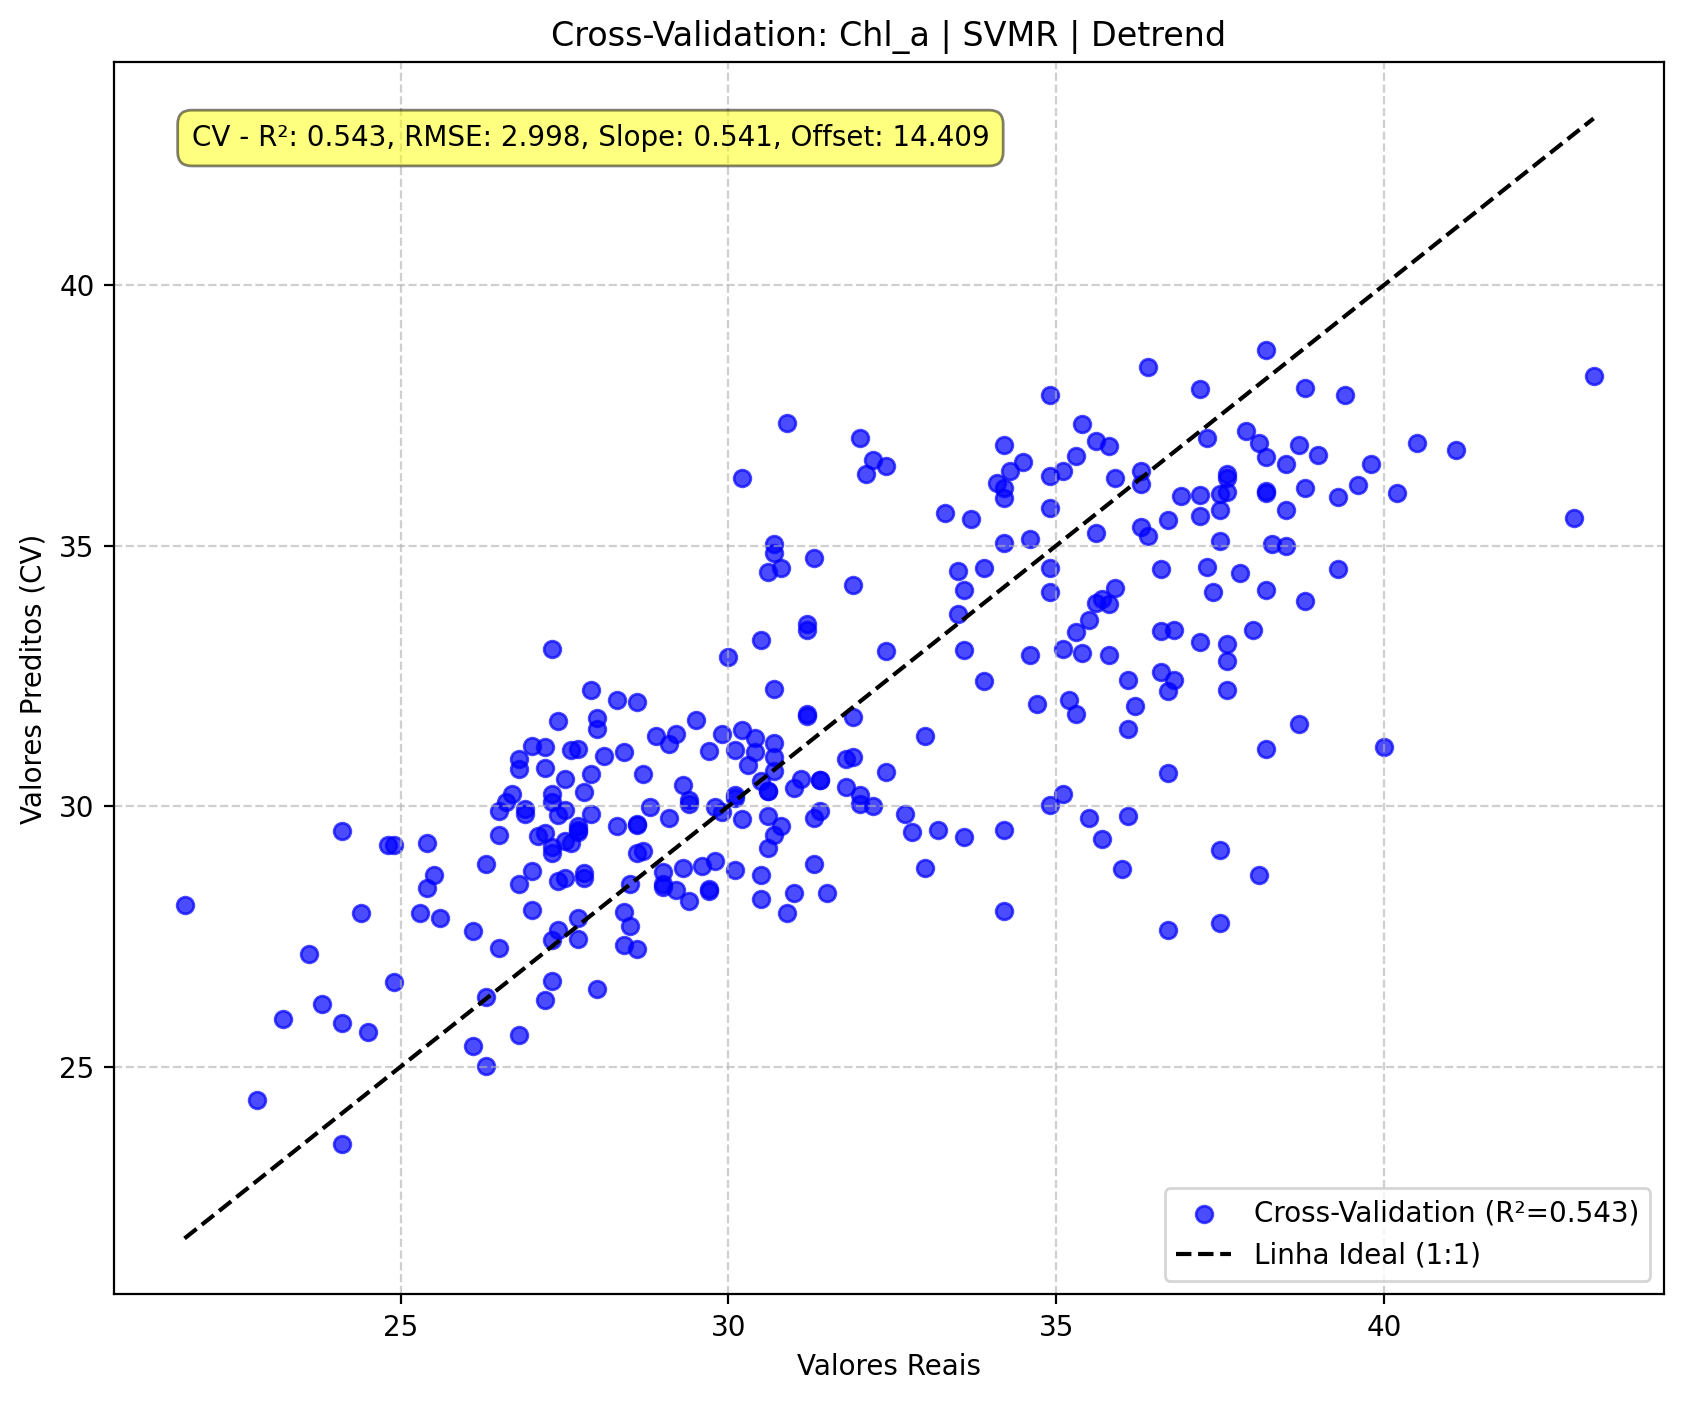 Cross-Validation: Chl_a | SVMR | Detrend
CV - R²: 0.543, RMSE: 2.998, Slope: 0.541, Offset: 14.409
Valores Preditos (CV)
40
35
30
25
Cross-Validation (R²=0.543)
Linha Ideal (1:1)
25
30
35
40
Valores Reais